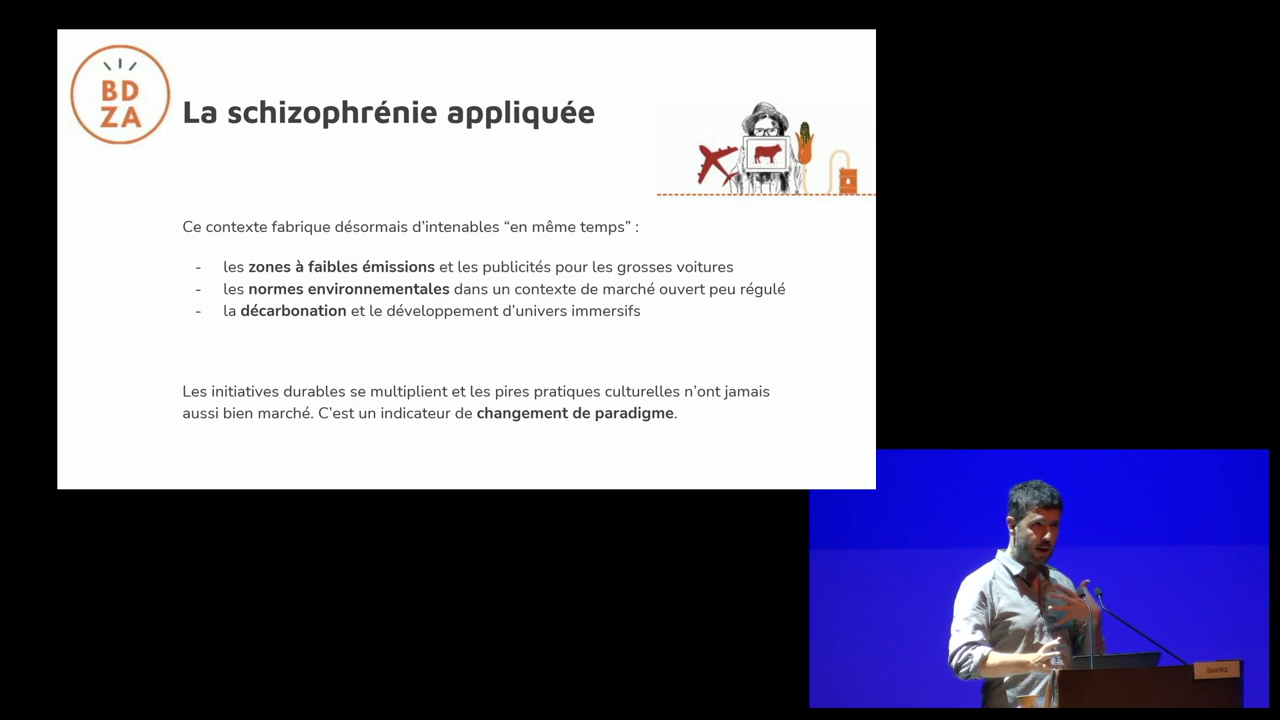 BD
ZA
La schizophrénie appliquée
Ce contexte fabrique désormais d’intenables “en même temps” :
- les zones à faibles émissions et les publicités pour les grosses voitures
- les normes environnementales dans un contexte de marché ouvert peu régulé
- la décarbonation et le développement d’univers immersifs
Les initiatives durables se multiplient et les pires pratiques culturelles n’ont jamais
aussi bien marché. C’est un indicateur de changement de paradigme.